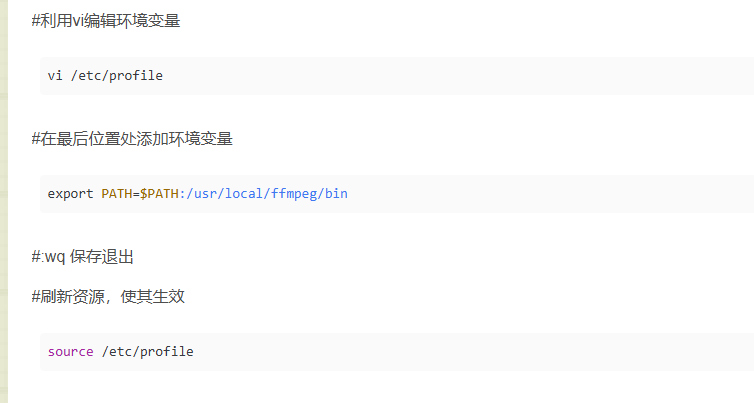 #利用vi编辑环境变量
vi /etc/profile
#在最后位置处添加环境变量
export PATH=$PATH:/usr/local/ffmpeg/bin
#:wq 保存退出
#刷新资源，使其生效
source /etc/profile